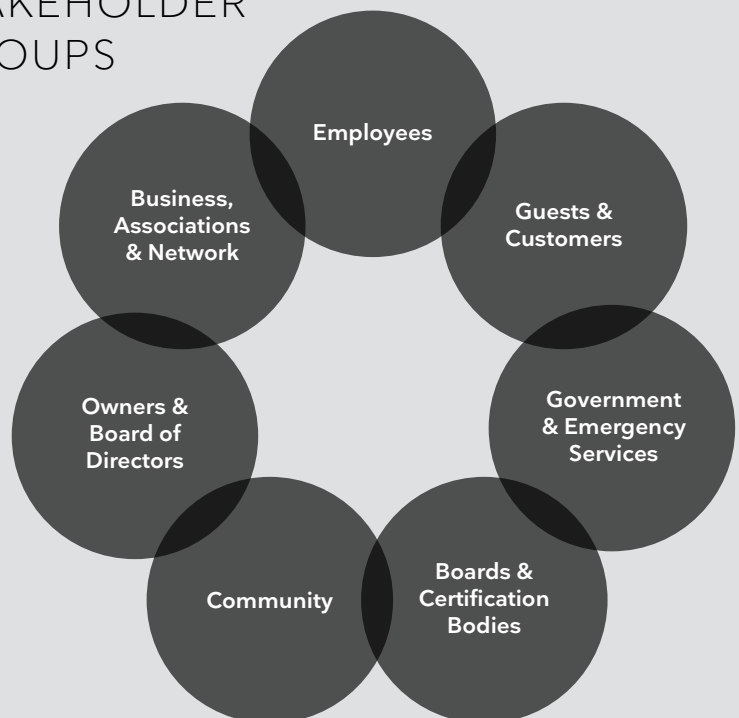 AKEHOLDER
OUPS
Employees
Business,
Associations
& Network
Guests &
Customers
Owners &
Board of
Directors
Government
& Emergency
Services
Community
Boards &
Certification
Bodies